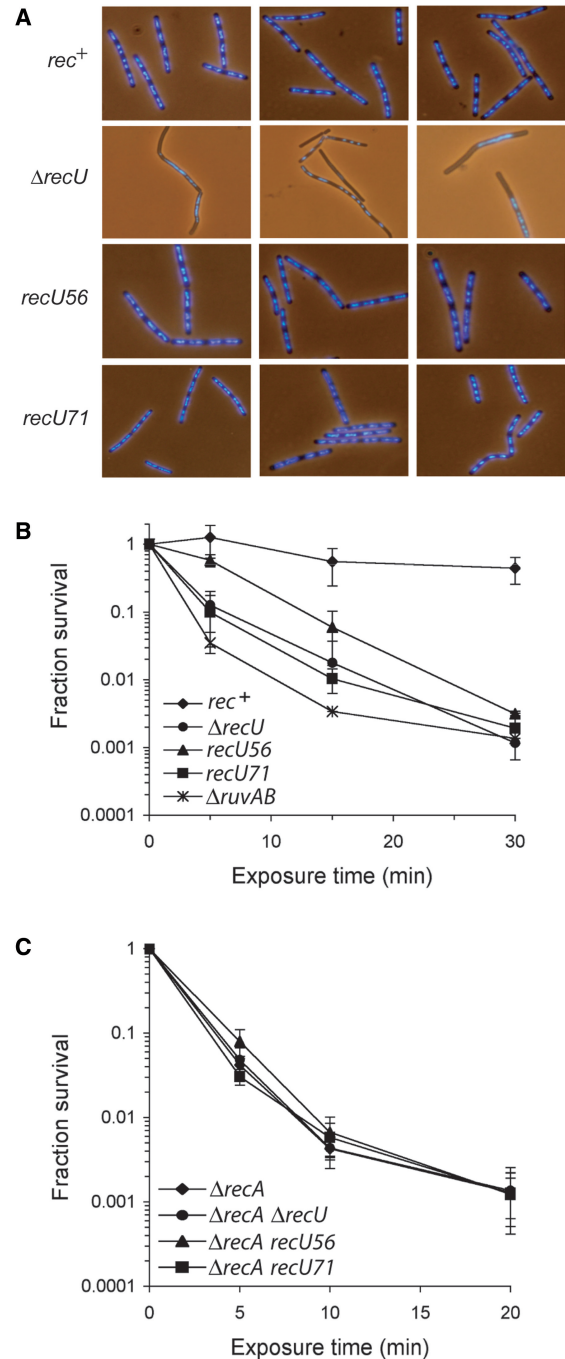 A
rec+
ΔrecU
recU56
recU71
B
Fraction survival
1
0.1
0.01
0.001
0.0001
rec+
ΔrecU
recU56
recU71
ΔruvAB
0
10
20
30
Exposure time (min)
C
Fraction survival
1
0.1
0.01
0.001
0.0001
ΔrecA
ΔrecA ΔrecU
ΔrecA recU56
ΔrecA recU71
0
5
10
15
20
Exposure time (min)